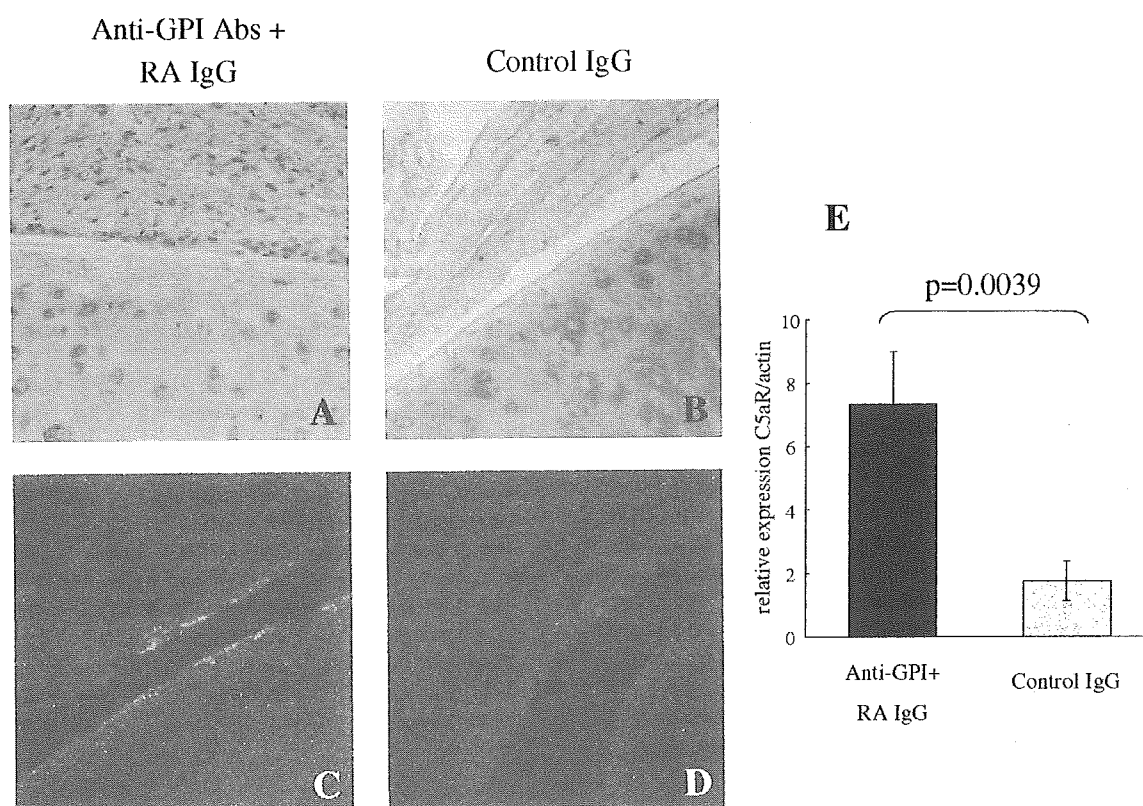 Anti-GPI Abs +
RA IgG
Control IgG
A
B
C
D
E
p=0.0039
relative expression C5aR/actin
10
8
6
4
2
0
Anti-GPI+
RA IgG
Control IgG